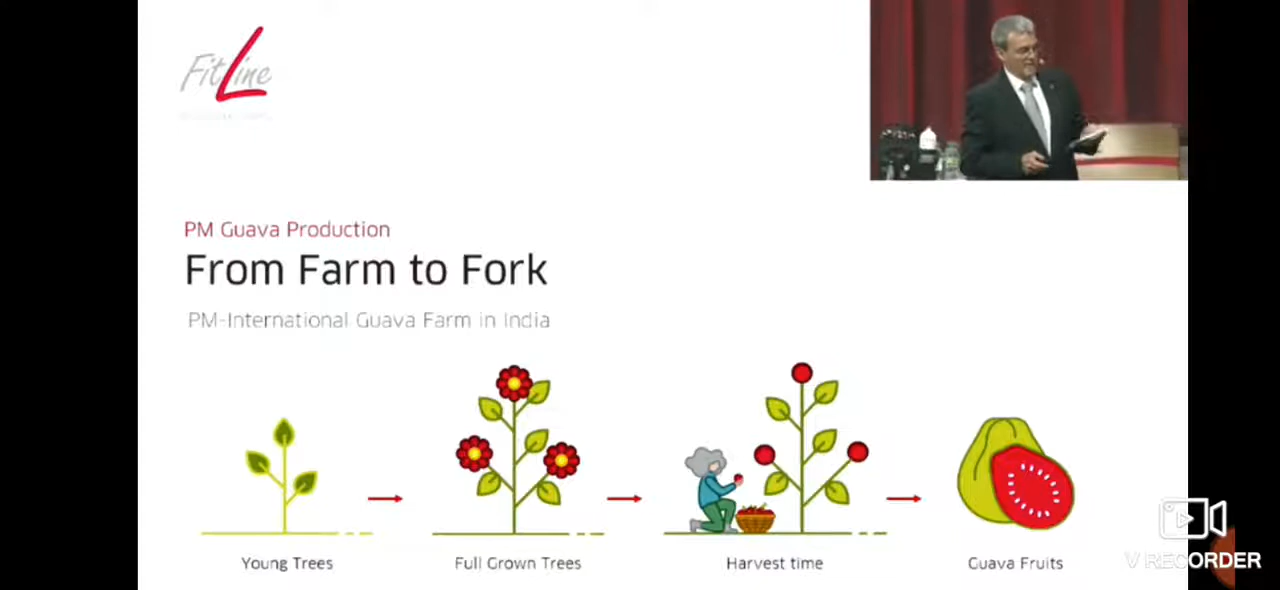 FitLine
PM Guava Production
From Farm to Fork
PM-International Guava Farm in India
Young Trees
Full Grown Trees
Harvest time
Guava Fruits
V RECORDER